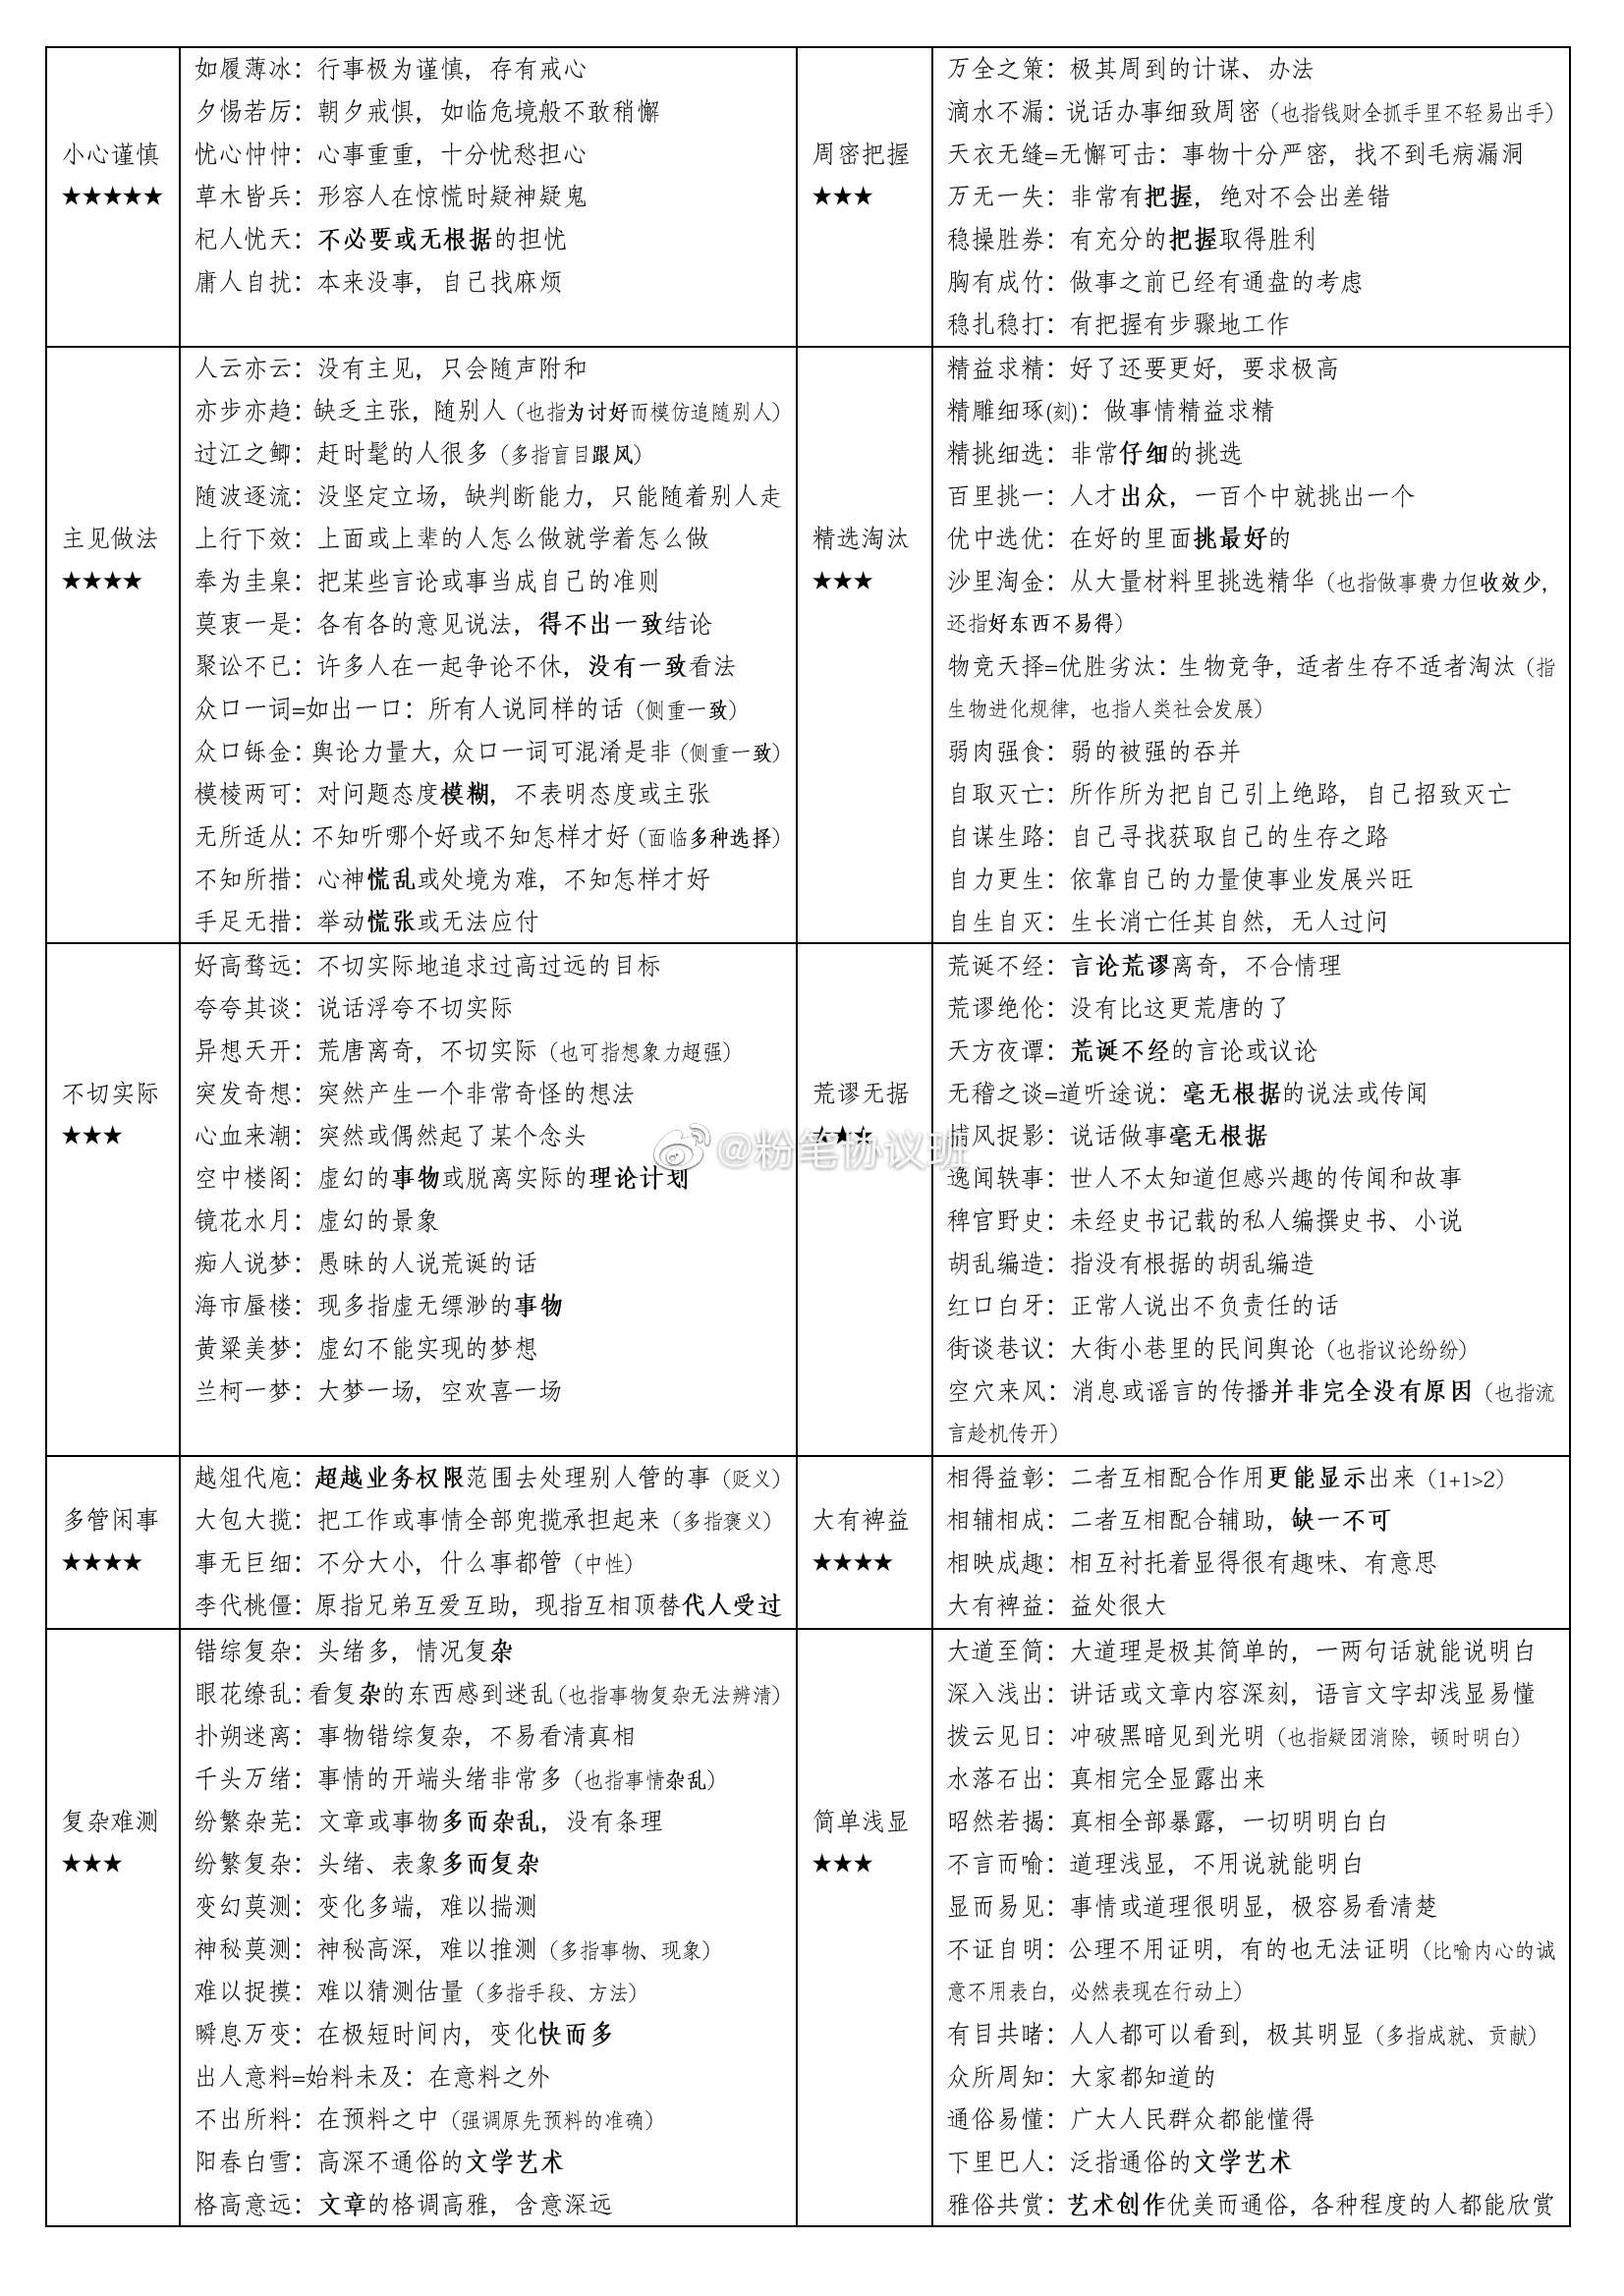 小心谨慎
★★★★★
如履薄冰：行事极为谨慎，存有戒心
夕惕若厉：朝夕戒惧，如临危境般不敢稍懈
忧心忡忡：心事重重，十分忧愁担心
草木皆兵：形容人在惊慌时疑神疑鬼
杞人忧天：不必要或无根据的担忧
庸人自扰：本来没事，自己找麻烦
周密把握
★★★
万全之策：极其周到的计谋、办法
滴水不漏：说话办事细致周密（也指钱财全抓手里不轻易出手）
天衣无缝=无懈可击：事物十分严密，找不到毛病漏洞
万无一失：非常有把握，绝对不会出差错
稳操胜券：有充分的把握取得胜利
胸有成竹：做事之前已经有通盘的考虑
稳扎稳打：有把握有步骤地工作
主见做法
★★★★
人云亦云：没有主见，只会随声附和
亦步亦趋：缺乏主张，随别人（也指为讨好而模仿追随别人）
过江之鲫：赶时髦的人很多（多指盲目跟风）
随波逐流：没坚定立场，缺判断能力，只能随着别人走
上行下效：上面或上辈的人怎么做就学着怎么做
奉为圭臬：把某些言论或事当成自己的准则
莫衷一是：各有各的意见说法，得不出一致结论
聚讼不已：许多人在一起争论不休，没有一致看法
众口一词=如出一口：所有人说同样的话（侧重一致）
众口铄金：舆论力量大，众口一词可混淆是非（侧重一致）
模棱两可：对问题态度模糊，不表明态度或主张
无所适从：不知听哪个好或不知怎样才好（面临多种选择）
不知所措：心神慌乱或处境为难，不知怎样才好
手足无措：举动慌张或无法应付
精选淘汰
★★★
精益求精：好了还要更好，要求极高
精雕细琢(刻)：做事情精益求精
精挑细选：非常仔细的挑选
百里挑一：人才出众，一百个中就挑出一个
优中选优：在好的里面挑最好的
沙里淘金：从大量材料里挑选精华（也指做事费力但收效少，
还指好东西不易得）
物竞天择=优胜劣汰：生物竞争，适者生存不适者淘汰（指
生物进化规律，也指人类社会发展）
弱肉强食：弱的被强的吞并
自取灭亡：所作所为把自己引上绝路，自己招致灭亡
自谋生路：自己寻找获取自己的生存之路
自力更生：依靠自己的力量使事业发展兴旺
自生自灭：生长消亡任其自然，无人过问
不切实际
★★★
好高骛远：不切实际地追求过高过远的目标
夸夸其谈：说话浮夸不切实际
异想天开：荒唐离奇，不切实际（也可指想象力超强）
突发奇想：突然产生一个非常奇怪的想法
心血来潮：突然或偶然起了某个念头
空中楼阁：虚幻的事物或脱离实际的理论计划
镜花水月：虚幻的景象
痴人说梦：愚昧的人说荒诞的话
海市蜃楼：现多指虚无缥渺的事物
黄粱美梦：虚幻不能实现的梦想
兰柯一梦：大梦一场，空欢喜一场
荒谬无据
★★★
荒诞不经：言论荒谬离奇，不合情理
荒谬绝伦：没有比这更荒唐的了
天方夜谭：荒诞不经的言论或议论
无稽之谈=道听途说：毫无根据的说法或传闻
捕风捉影：说话做事毫无根据
逸闻轶事：世人不太知道但感兴趣的传闻和故事
稗官野史：未经史书记载的私人编撰史书、小说
胡乱编造：指没有根据的胡乱编造
红口白牙：正常人说出不负责任的话
街谈巷议：大街小巷里的民间舆论（也指议论纷纷）
空穴来风：消息或谣言的传播并非完全没有原因（也指流
言趁机传开）
@粉笔协议班
多管闲事
★★★★
越俎代庖：超越业务权限范围去处理别人管的事（贬义）
大包大揽：把工作或事情全部兜揽承担起来（多指褒义）
事无巨细：不分大小，什么事都管（中性）
李代桃僵：原指兄弟互爱互助，现指互相顶替代人受过
大有裨益
★★★★
相得益彰：二者互相配合作用更能显示出来（1+1>2）
相辅相成：二者互相配合辅助，缺一不可
相映成趣：相互衬托着显得很有趣味、有意思
大有裨益：益处很大
复杂难测
★★★
错综复杂：头绪多，情况复杂
眼花缭乱：看复杂的东西感到迷乱（也指事物复杂无法辨清）
扑朔迷离：事物错综复杂，不易看清真相
千头万绪：事情的开端头绪非常多（也指事情杂乱）
纷繁杂芜：文章或事物多而杂乱，没有条理
纷繁复杂：头绪、表象多而复杂
变幻莫测：变化多端，难以揣测
神秘莫测：神秘高深，难以推测（多指事物、现象）
难以捉摸：难以猜测估量（多指手段、方法）
瞬息万变：在极短时间内，变化快而多
出人意料=始料未及：在意料之外
不出所料：在预料之中（强调原先预料的准确）
阳春白雪：高深不通俗的文学艺术
格高意远：文章的格调高雅，含意深远
简单浅显
★★★
大道至简：大道理是极其简单的，一两句话就能说明白
深入浅出：讲话或文章内容深刻，语言文字却浅显易懂
拨云见日：冲破黑暗见到光明（也指疑团消除，顿时明白）
水落石出：真相完全显露出来
昭然若揭：真相全部暴露，一切明明白白
不言而喻：道理浅显，不用说就能明白
显而易见：事情或道理很明显，极容易看清楚
不证自明：公理不用证明，有的也无法证明（比喻内心的诚
意不用表白，必然表现在行动上）
有目共睹：人人都可以看到，极其明显（多指成就、贡献）
众所周知：大家都知道的
通俗易懂：广大人民群众都能懂得
下里巴人：泛指通俗的文学艺术
雅俗共赏：艺术创作优美而通俗，各种程度的人都能欣赏